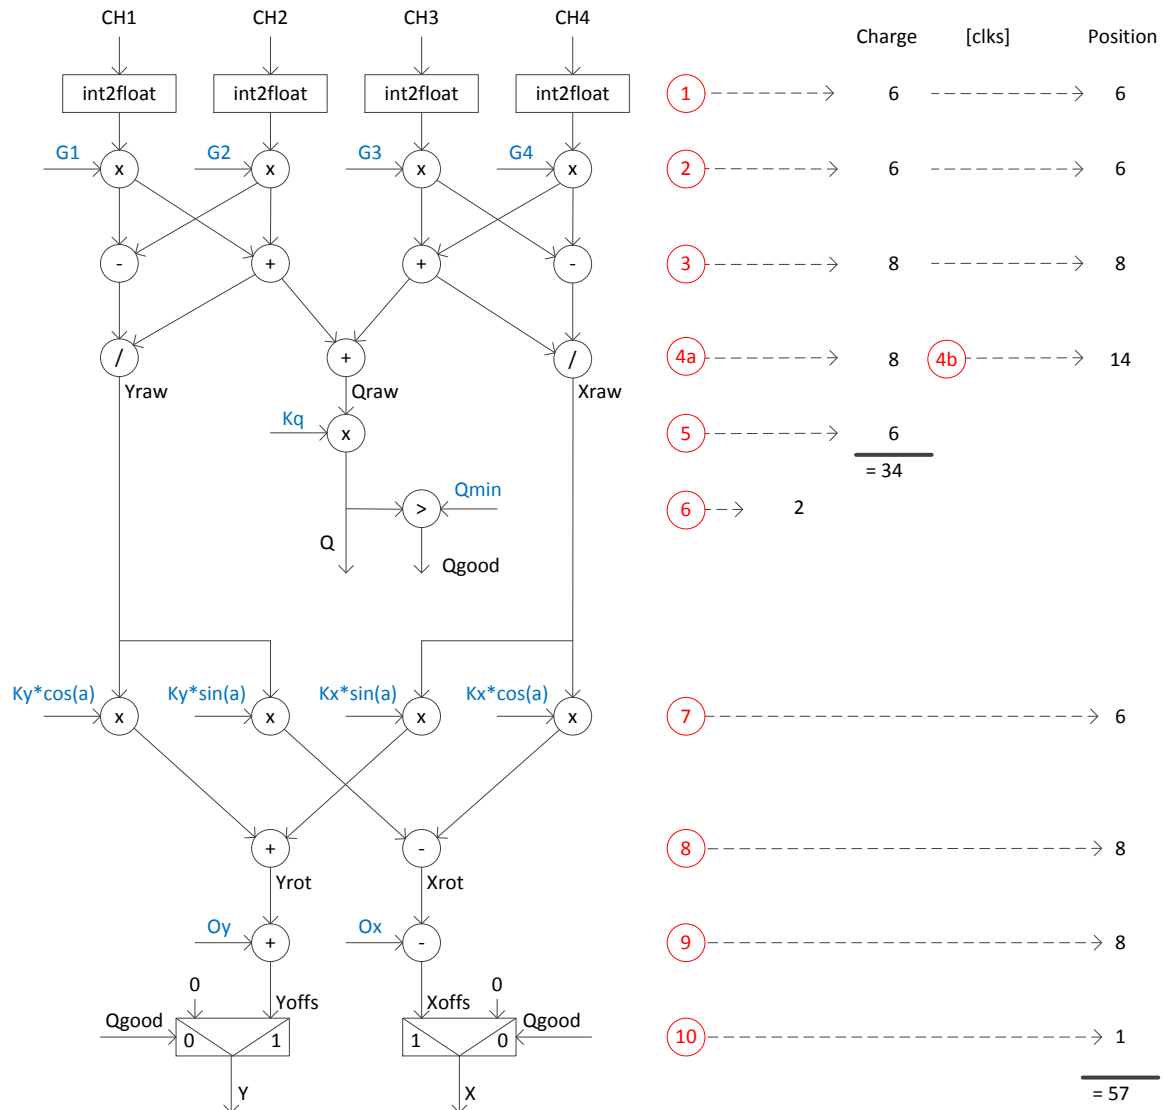 CH1 CH2 CH3 CH4
Charge [clks] Position
int2float int2float int2float int2float 1 6 6
G1 x G2 x G3 x G4 x 2 6 6
- + + - 3 8 8
/ + / 4a 8 4b 14
Yraw Qraw Xraw
Kq x 5 6
= 34
> Qmin 6 2
Q Qgood
Ky*cos(a) Ky*sin(a) Kx*sin(a) Kx*cos(a)
x x x x 7 6
+ - 8 8
Yrot Xrot
Oy + Ox - 9 8
0 Yoffs Xoffs 0
Qgood 0 1 1 0 Qgood 10 1
Y X
= 57